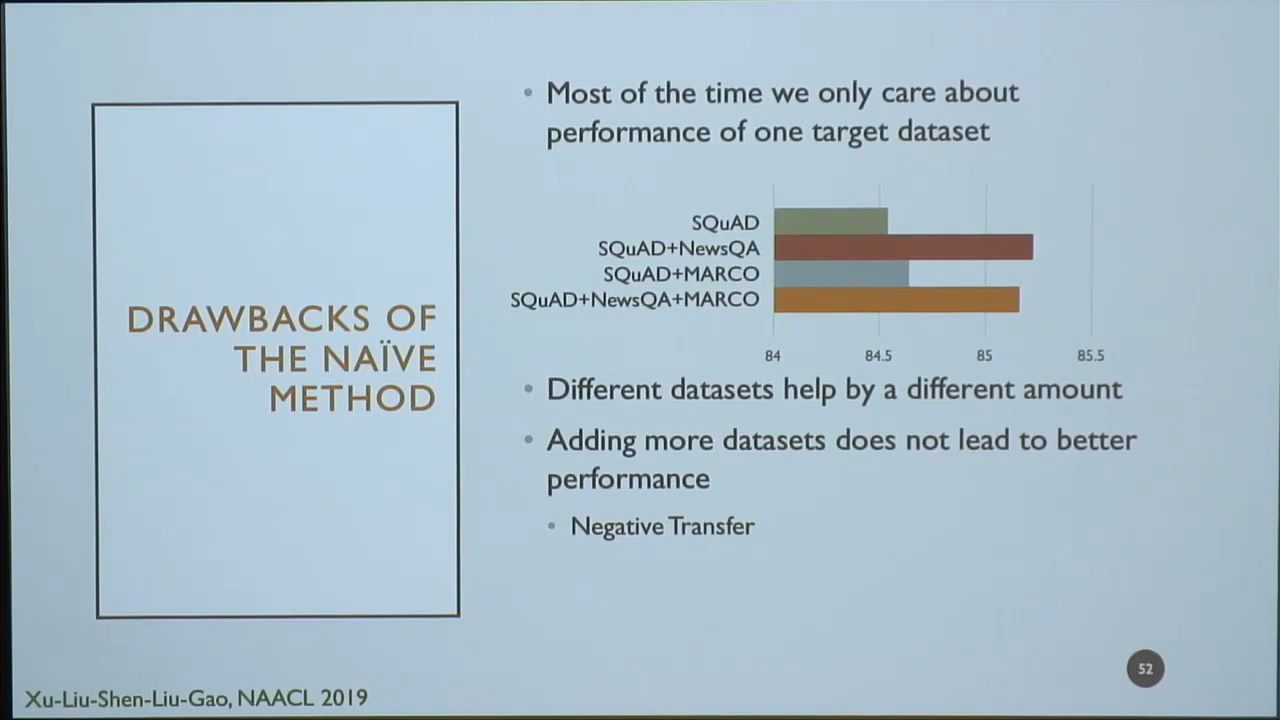 DRAWBACKS OF
THE NAÏVE
METHOD
• Most of the time we only care about
performance of one target dataset
SQuAD
SQuAD+NewsQA
SQuAD+MARCO
SQuAD+NewsQA+MARCO
84 84.5 85 85.5
• Different datasets help by a different amount
• Adding more datasets does not lead to better
performance
• Negative Transfer
52
Xu-Liu-Shen-Liu-Gao, NAACL 2019